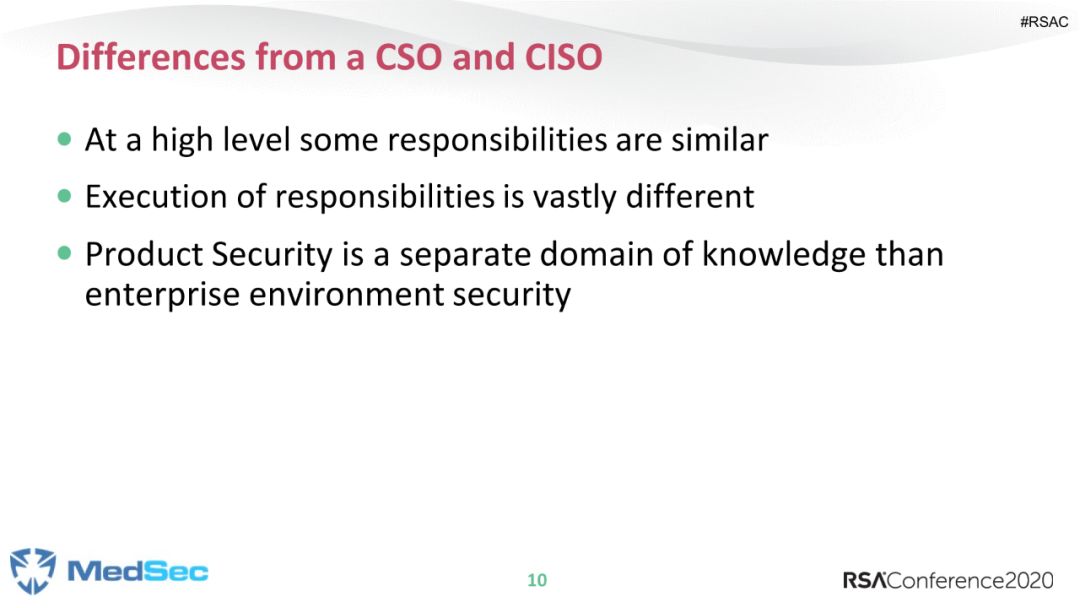 #RSAC
Differences from a CSO and CISO
• At a high level some responsibilities are similar
• Execution of responsibilities is vastly different
• Product Security is a separate domain of knowledge than
enterprise environment security
MedSec
10
RSAConference2020